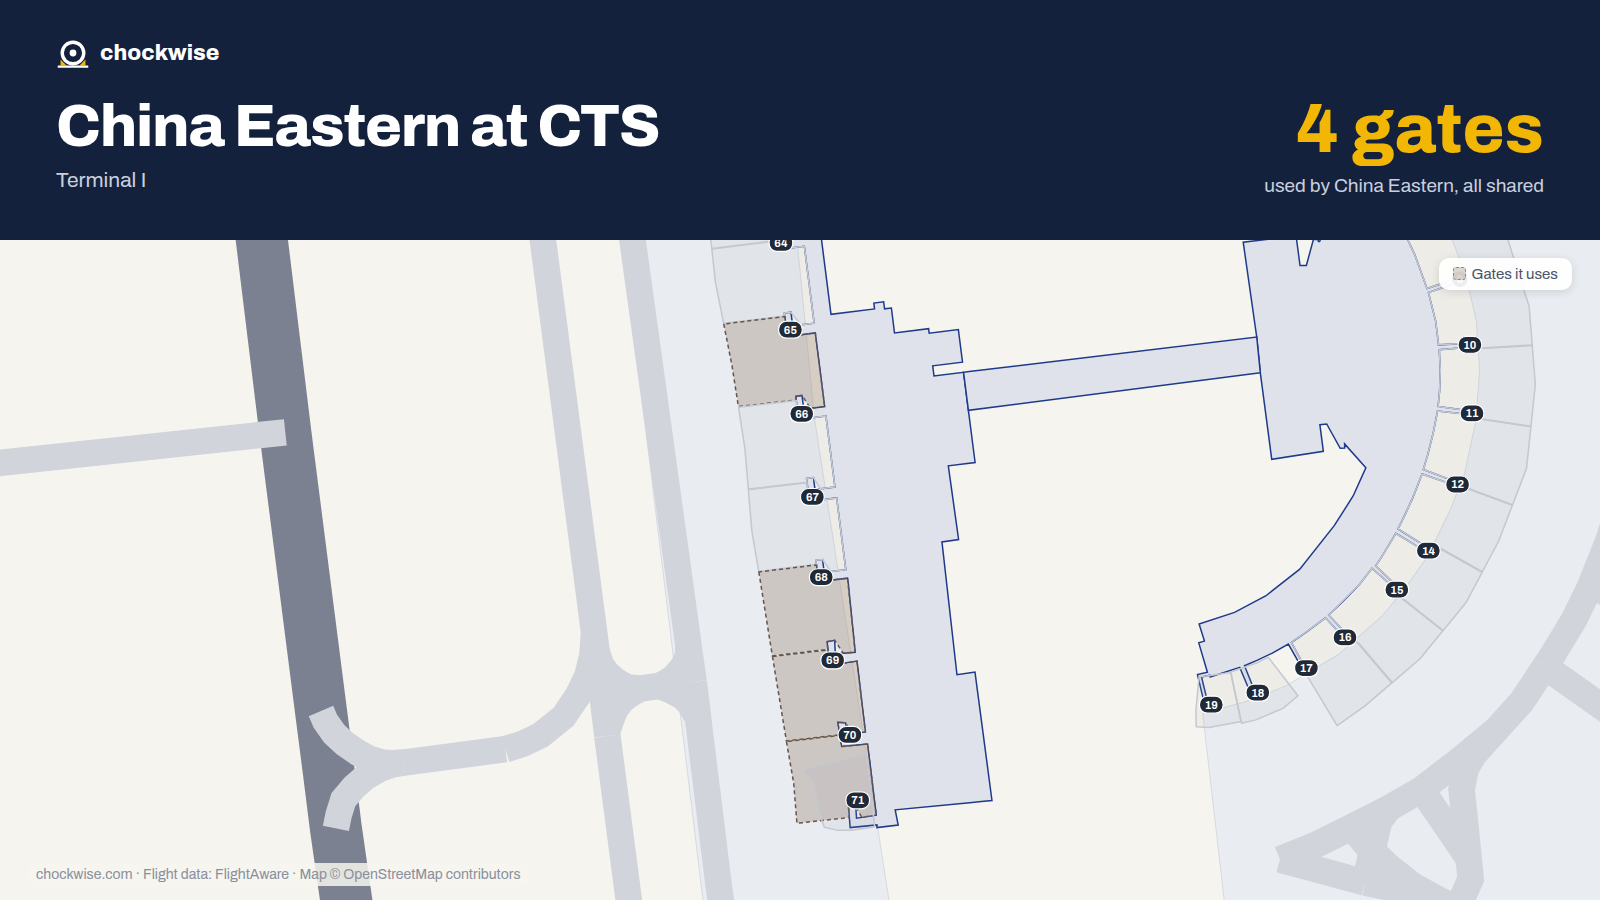 chockwise
China Eastern at CTS
Terminal I
4 gates
used by China Eastern, all shared
Gates it uses
64
65
66
67
68
69
70
71
10
11
12
14
15
16
17
18
19
chockwise.com · Flight data: FlightAware · Map © OpenStreetMap contributors